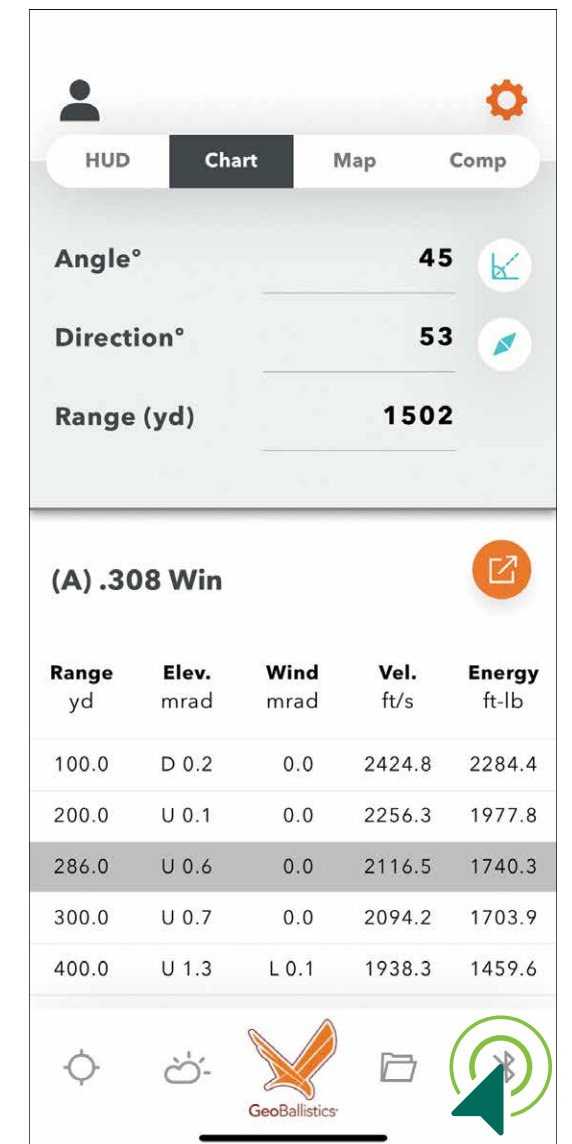 HUD Chart Map Comp
Angle° 45
Direction° 53
Range (yd) 1502
(A) .308 Win
Range Elev. Wind Vel. Energy
yd mrad mrad ft/s ft-lb
100.0 D 0.2 0.0 2424.8 2284.4
200.0 U 0.1 0.0 2256.3 1977.8
286.0 U 0.6 0.0 2116.5 1740.3
300.0 U 0.7 0.0 2094.2 1703.9
400.0 U 1.3 L 0.1 1938.3 1459.6
GeoBallistics